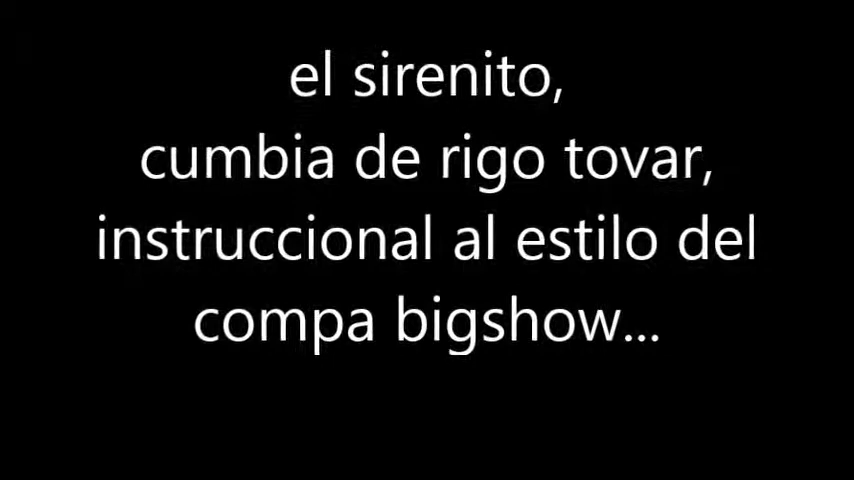 el sirenito,
cumbia de rigo tovar,
instruccional al estilo del
compa bigshow...